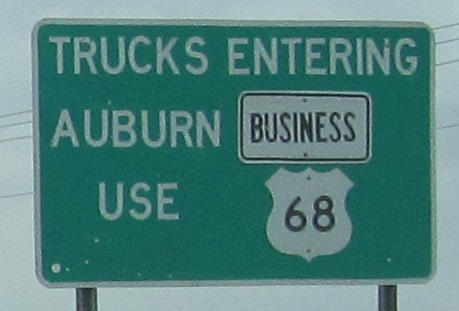 TRUCKS ENTERING
AUBURN BUSINESS
USE 68